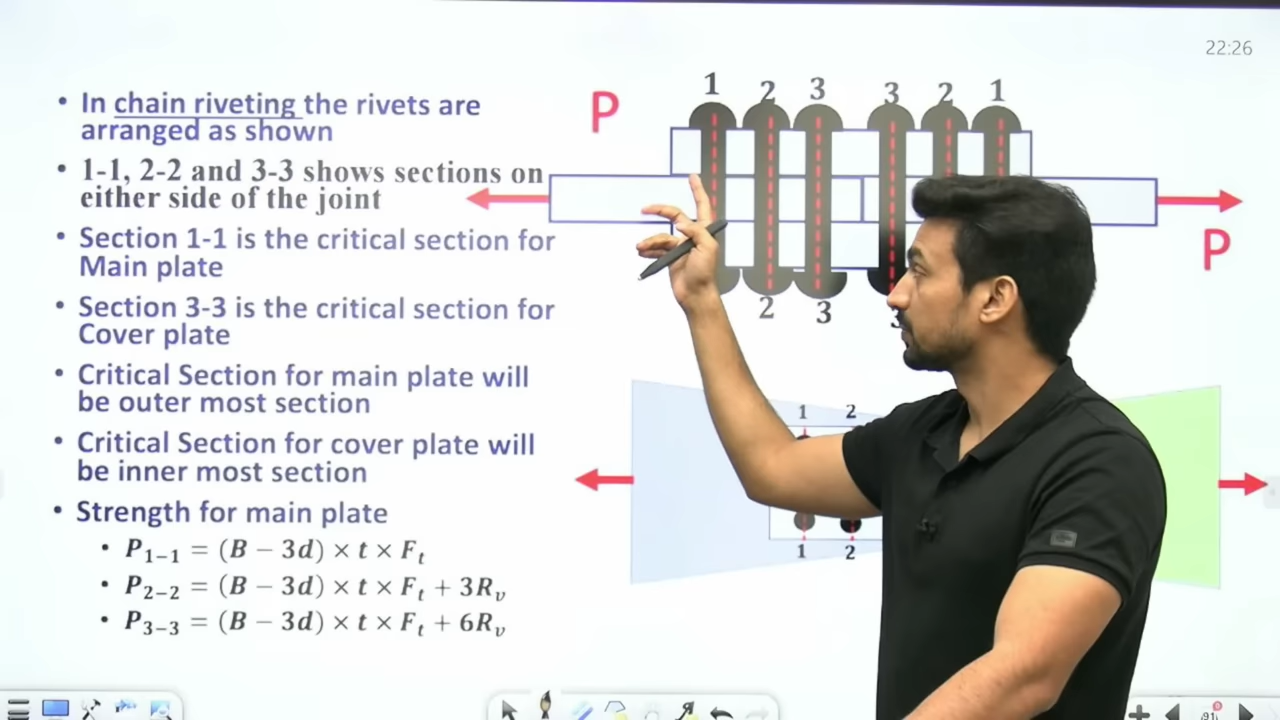 22:26
• In chain riveting the rivets are
arranged as shown
• 1-1, 2-2 and 3-3 shows sections on
either side of the joint
• Section 1-1 is the critical section for
Main plate
• Section 3-3 is the critical section for
Cover plate
• Critical Section for main plate will
be outer most section
• Critical Section for cover plate will
be inner most section
• Strength for main plate
• P₁₋₁ = (B − 3d) × t × Fₜ
• P₂₋₂ = (B − 3d) × t × Fₜ + 3Rᵥ
• P₃₋₃ = (B − 3d) × t × Fₜ + 6Rᵥ
P
1 2 3 3 2 1
P
2 3
1 2
1 2
91